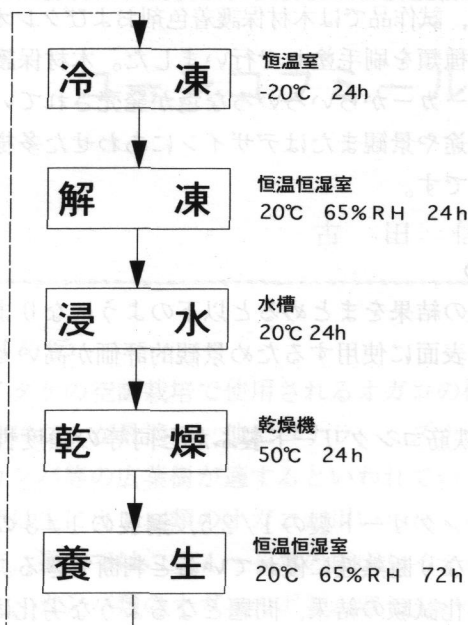 冷 凍
恒温室
-20℃ 24h
解 凍
恒温恒湿室
20℃ 65%RH 24h
浸 水
水槽
20℃ 24h
乾 燥
乾燥機
50℃ 24h
養 生
恒温恒湿室
20℃ 65%RH 72h